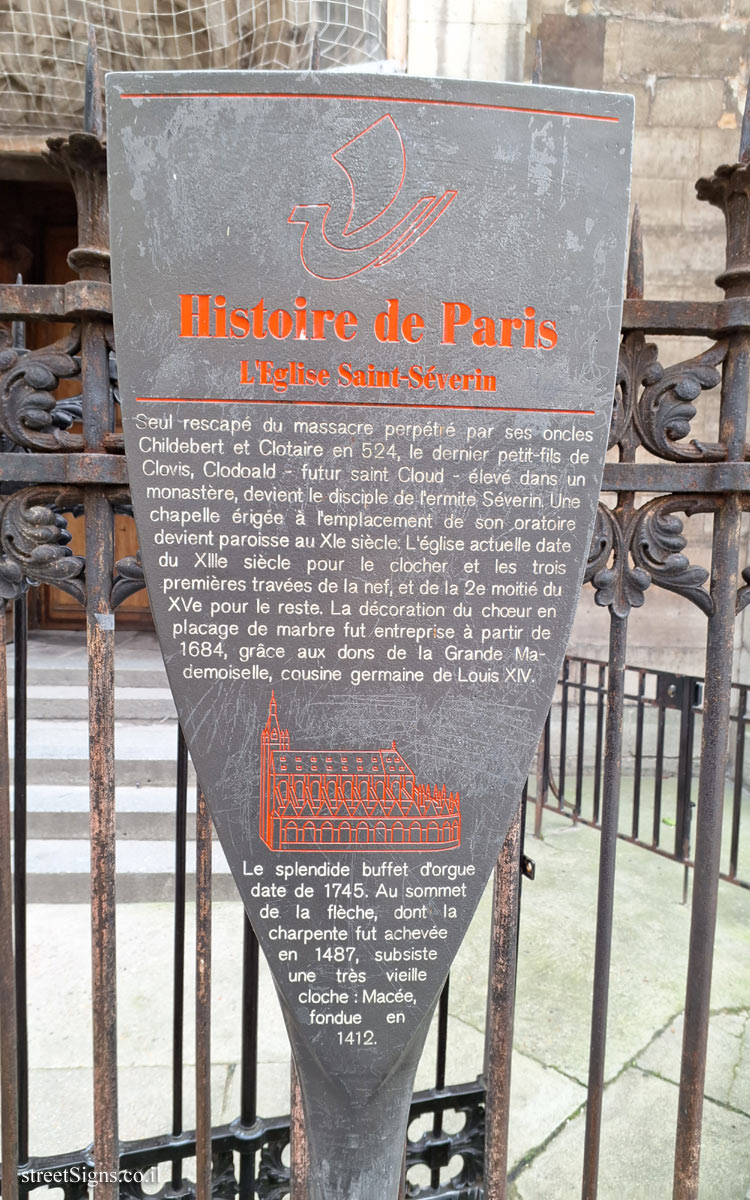 Histoire de Paris
L'Eglise Saint-Séverin
Seul rescapé du massacre perpétré par ses oncles
Childebert et Clotaire en 524, le dernier petit-fils de
Clovis, Clodoald - futur saint Cloud - élevé dans un
monastère, devient le disciple de l'ermite Séverin. Une
chapelle érigée à l'emplacement de son oratoire
devient paroisse au XIe siècle. L'église actuelle date
du XIIIe siècle pour le clocher et les trois
premières travées de la nef, et de la 2e moitié du
XVe pour le reste. La décoration du chœur en
placage de marbre fut entreprise à partir de
1684, grâce aux dons de la Grande Ma-
demoiselle, cousine germaine de Louis XIV.
Le splendide buffet d'orgue
date de 1745. Au sommet
de la flèche, dont la
charpente fut achevée
en 1487, subsiste
une très vieille
cloche : Macée,
fondue en
1412.
streetSigns.co.il